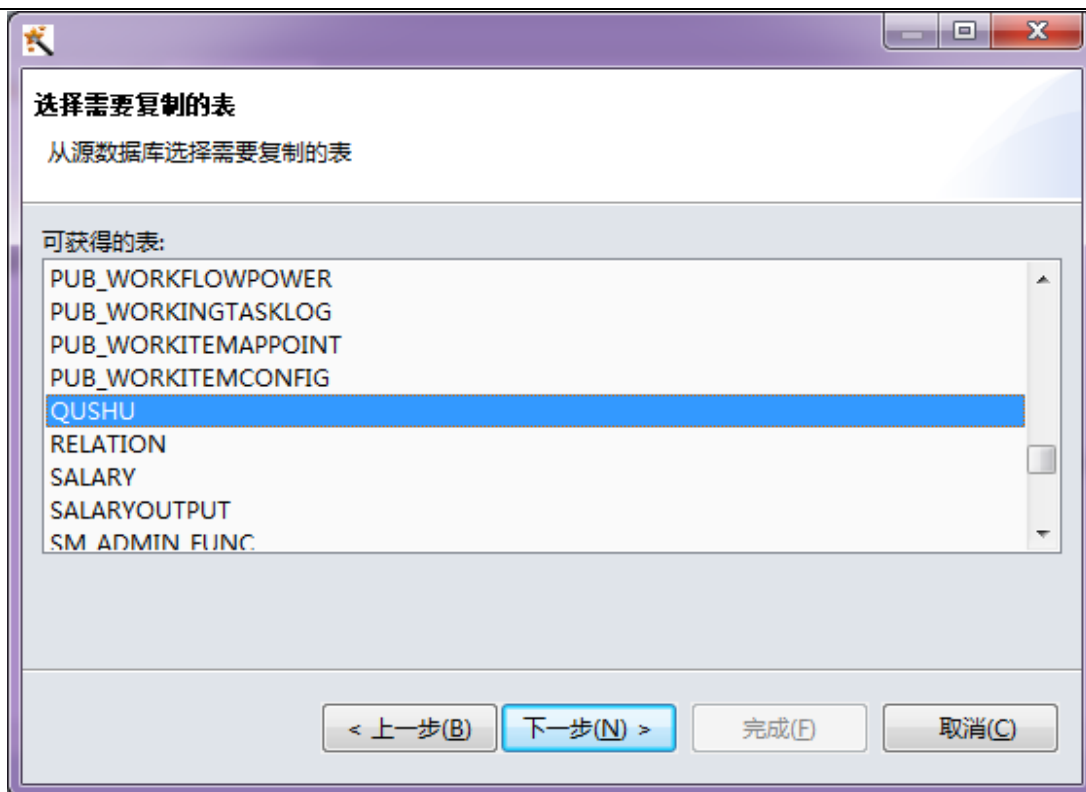 选择需要复制的表
从源数据库选择需要复制的表
可获得的表:
PUB_WORKFLOWPOWER
PUB_WORKINGTASKLOG
PUB_WORKITEMAPPOINT
PUB_WORKITEMCONFIG
QUSHU
RELATION
SALARY
SALARYOUTPUT
SM_ADMIN_FUNC
< 上一步(B) 下一步(N) > 完成(F) 取消(C)